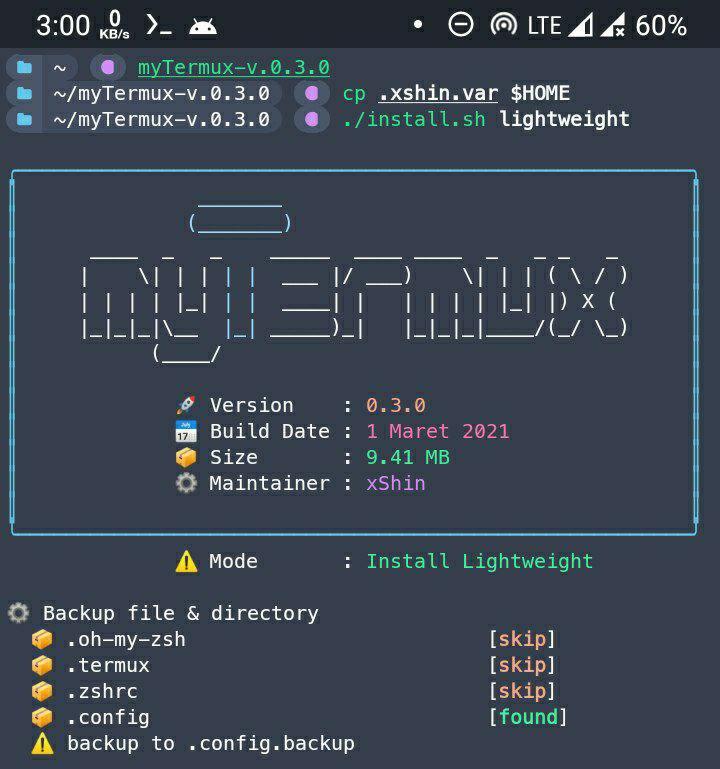 3:00 0 KB/s LTE 60%
~ myTermux-v.0.3.0
~/myTermux-v.0.3.0 cp .xshin.var $HOME
~/myTermux-v.0.3.0 ./install.sh lightweight
myTermux
Version : 0.3.0
Build Date : 1 Maret 2021
Size : 9.41 MB
Maintainer : xShin
Mode : Install Lightweight
Backup file & directory
.oh-my-zsh [skip]
.termux [skip]
.zshrc [skip]
.config [found]
backup to .config.backup